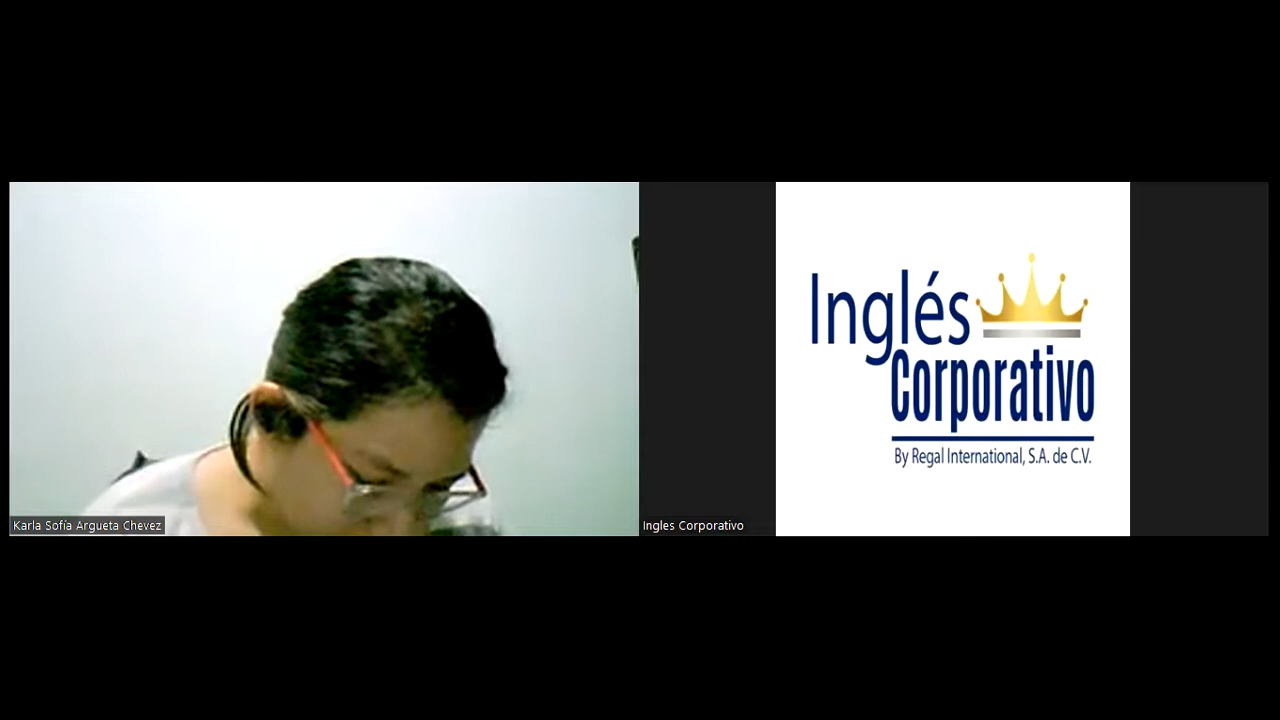 Inglés
Corporativo
By Regal International, S.A. de C.V.
Karla Sofía Argueta Chevez
Ingles Corporativo